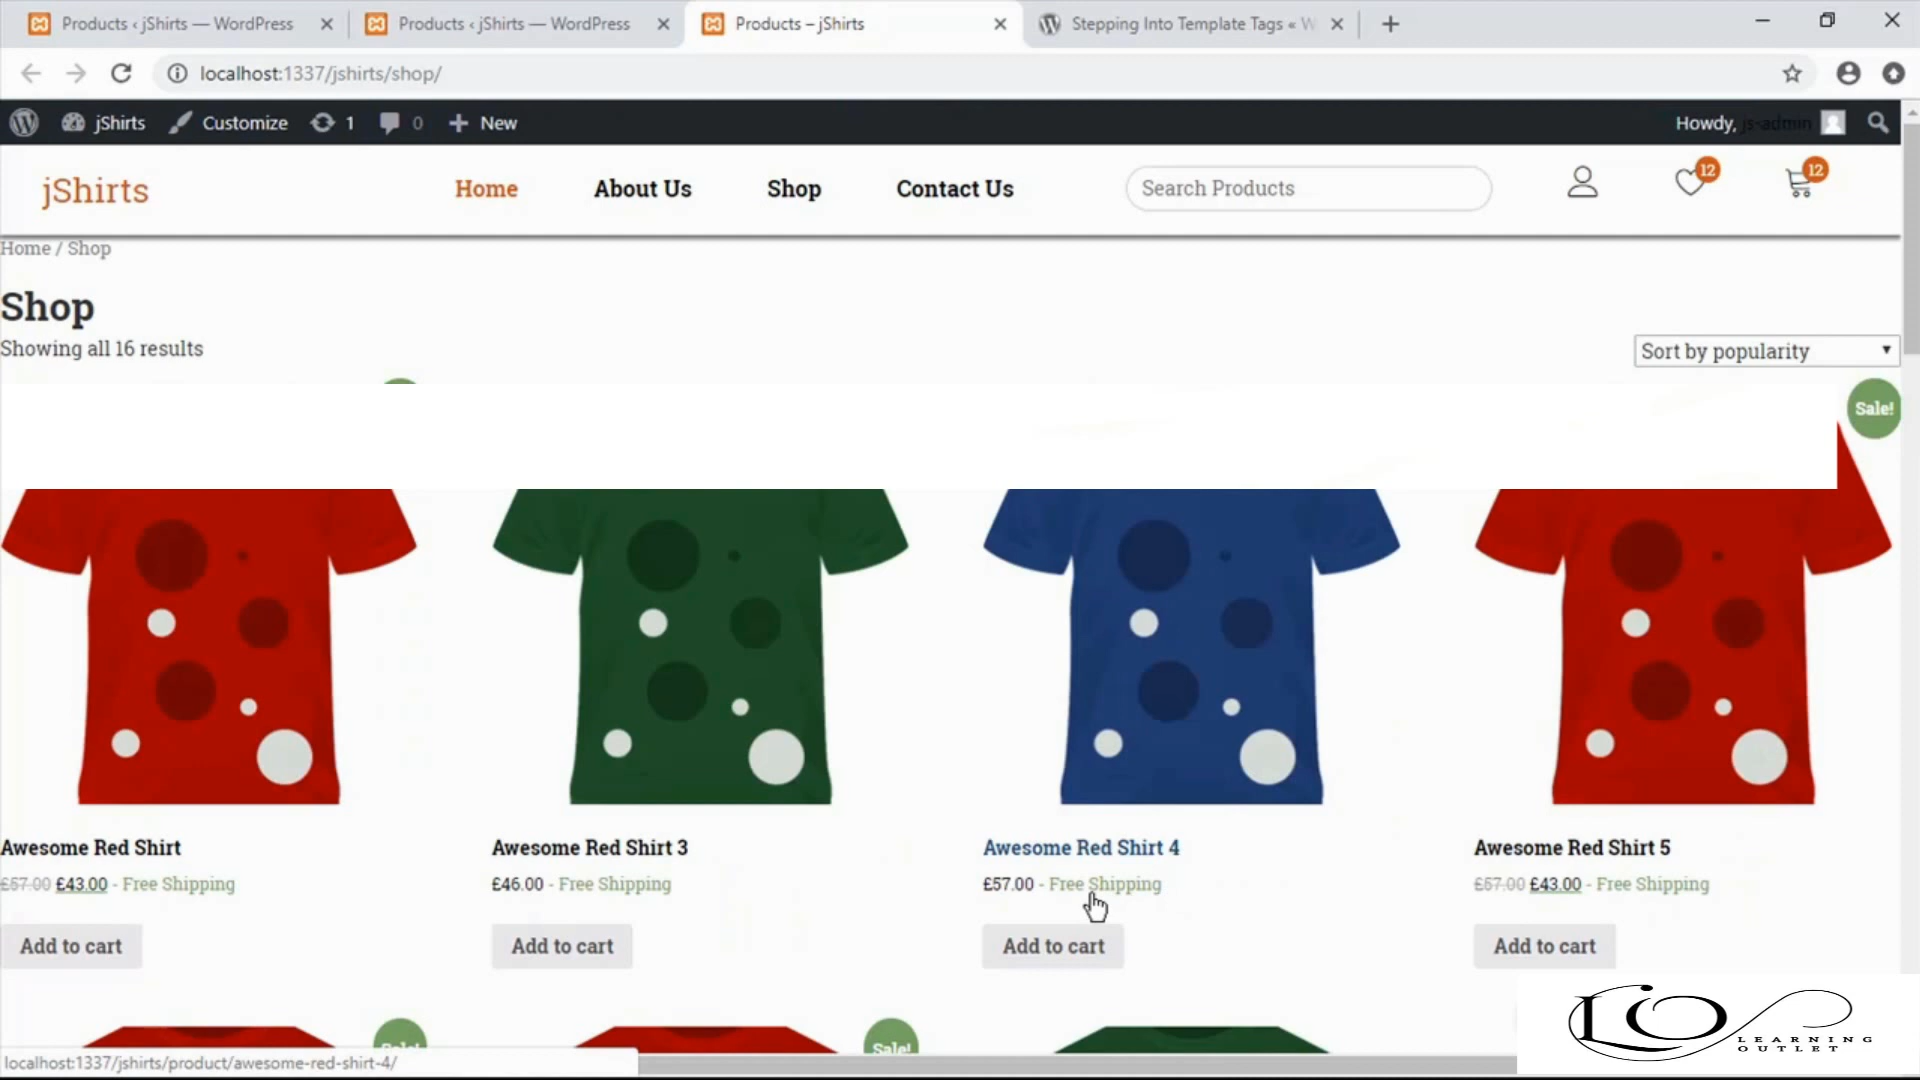 Products ‹ jShirts — WordPress
Products ‹ jShirts — WordPress
Products – jShirts
Stepping Into Template Tags « W
localhost:1337/jshirts/shop/
jShirts
Customize
1
0
New
Howdy, js-admin
jShirts
Home
About Us
Shop
Contact Us
Search Products
12
12
Home / Shop
Shop
Showing all 16 results
Sort by popularity
Sale!
Awesome Red Shirt
Awesome Red Shirt 3
Awesome Red Shirt 4
Awesome Red Shirt 5
£57.00 £43.00 - Free Shipping
£46.00 - Free Shipping
£57.00 - Free Shipping
£57.00 £43.00 - Free Shipping
Add to cart
Add to cart
Add to cart
Add to cart
Sale!
Sale!
localhost:1337/jshirts/product/awesome-red-shirt-4/
LO
LEARNING
OUTLET